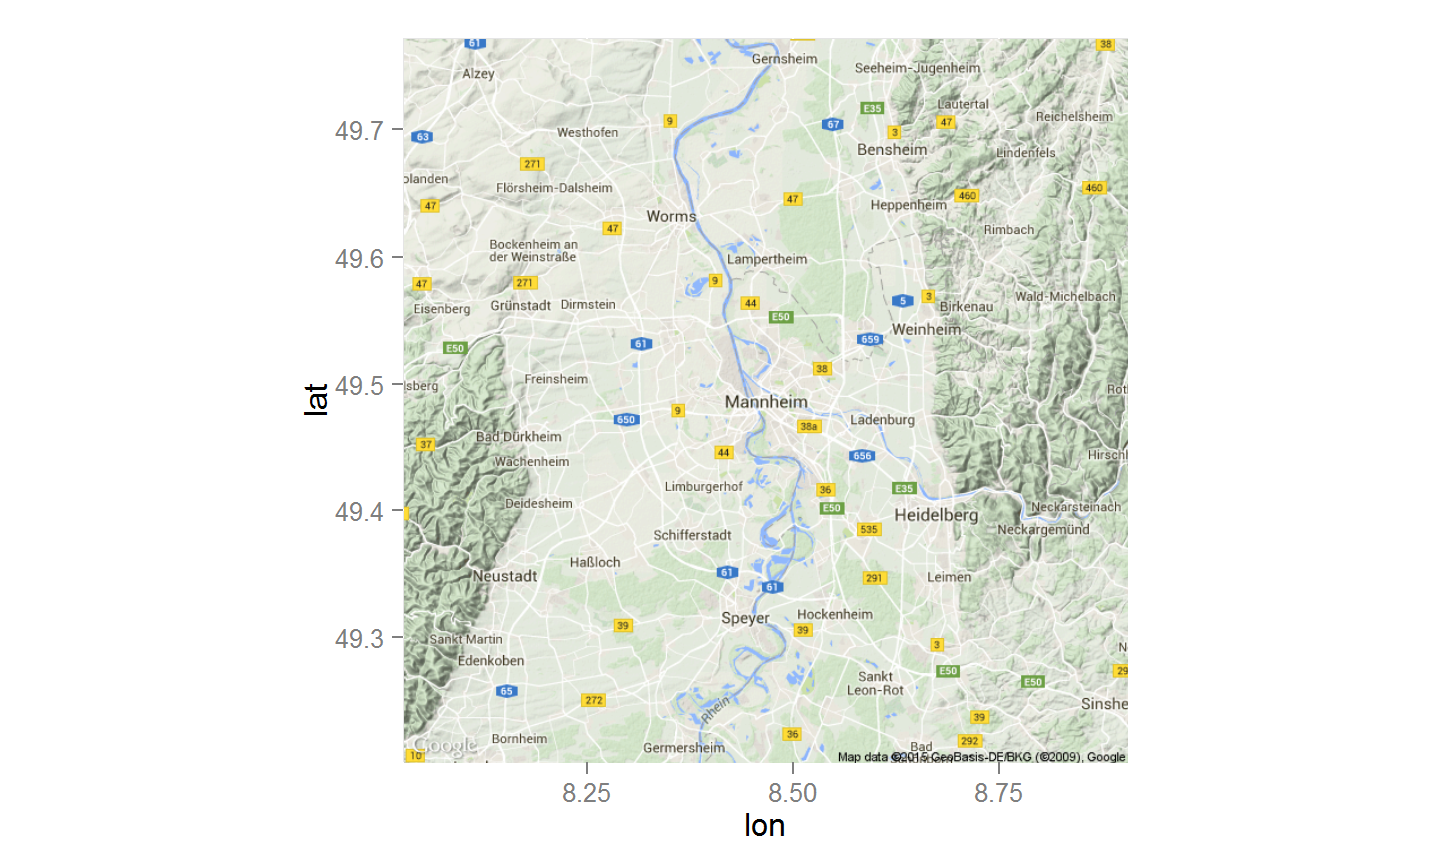 61
Gernsheim
38
Alzey
Seeheim-Jugenheim
E35
Lautertal
9
67
47
Reichelsheim
49.7
63
Westhofen
3
Bensheim
Lindenfels
271
olanden
Flörsheim-Dalsheim
460
47
47
Heppenheim
460
Worms
47
Rimbach
Bockenheim an
der Weinstraße
49.6
Lampertheim
47
271
9
Eisenberg
Grünstadt
Dirmstein
44
5
3
Birkenau
Wald-Michelbach
E50
Weinheim
E50
61
659
lat
49.5
sberg
Freinsheim
38
Rot
Mannheim
9
650
38a
Ladenburg
37
Bad Dürkheim
44
656
Hirsch
Wachenheim
Limburgerhof
36
E35
Deidesheim
E50
49.4
Heidelberg
Neckarsteinach
Neckargemünd
535
Schifferstadt
Haßloch
61
Neustadt
61
291
Leimen
Speyer
Hockenheim
39
39
49.3
Sankt Martin
3
N
Edenkoben
E50
29
Sankt
Leon-Rot
E50
65
272
Sinshe
Rhein
39
Bornheim
Germersheim
36
292
Bad
Google
10
Map data ©2015 GeoBasis-DE/BKG (©2009), Google
8.25
8.50
8.75
lon